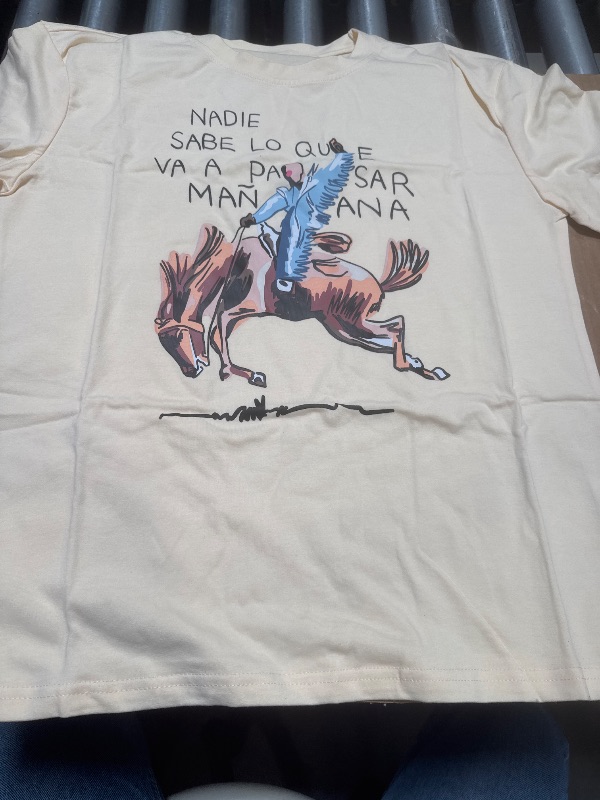 NADIE
SABE LO QUE
VA A PASAR
MAÑANA